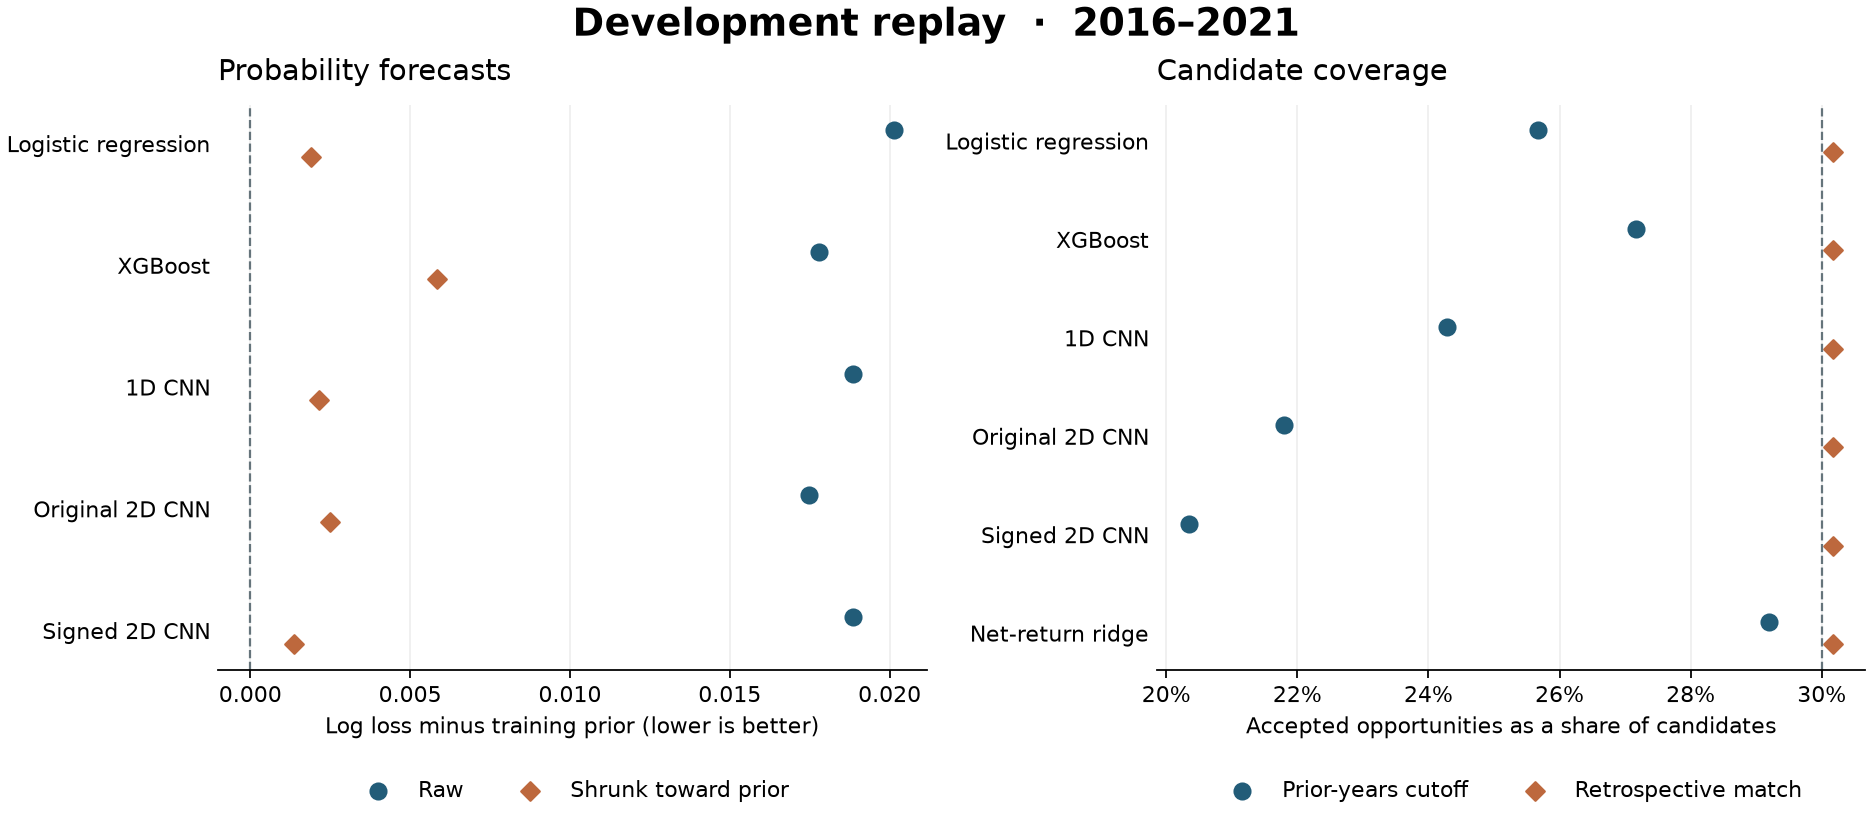 Development replay · 2016–2021
Probability forecasts
Logistic regression
XGBoost
1D CNN
Original 2D CNN
Signed 2D CNN
0.000 0.005 0.010 0.015 0.020
Log loss minus training prior (lower is better)
Raw Shrunk toward prior
Candidate coverage
Logistic regression
XGBoost
1D CNN
Original 2D CNN
Signed 2D CNN
Net-return ridge
20% 22% 24% 26% 28% 30%
Accepted opportunities as a share of candidates
Prior-years cutoff Retrospective match